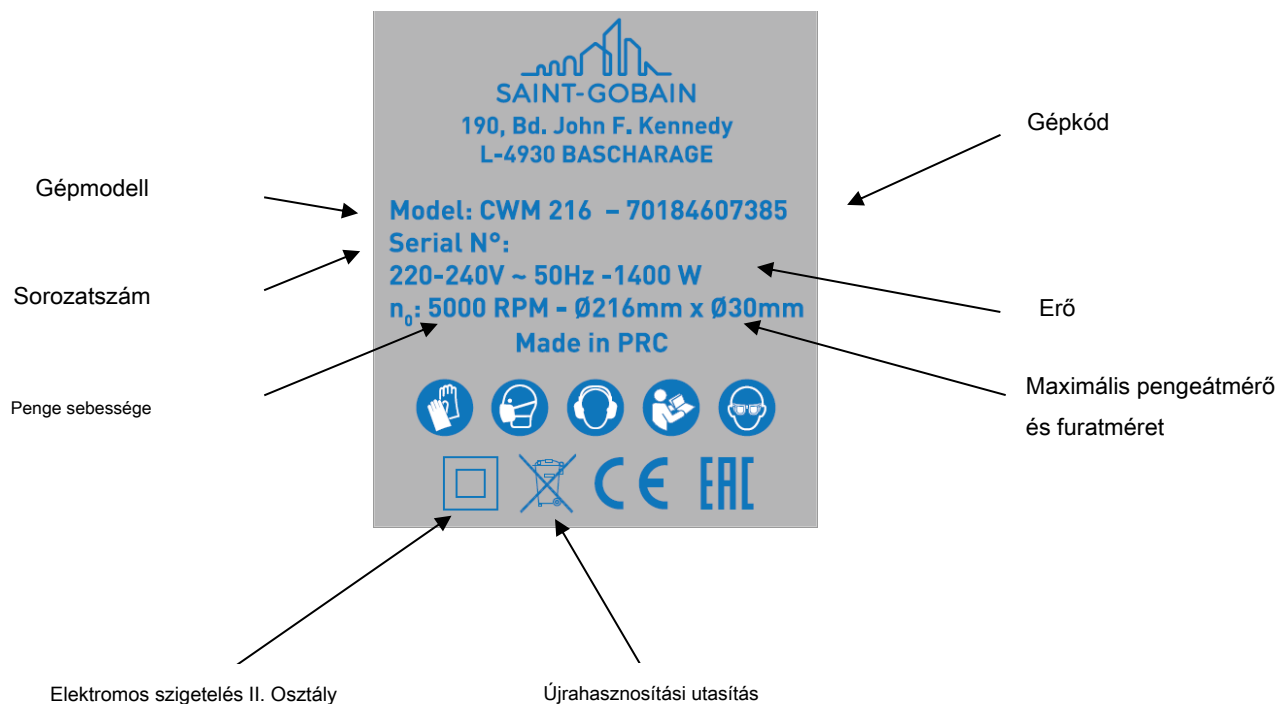 SAINT-GOBAIN
190, Bd. John F. Kennedy
L-4930 BASCHARAGE
Gépkód
Gépmodell
Model: CWM 216 – 70184607385
Serial N°:
Sorozatszám
220-240V ~ 50Hz -1400 W
Erő
n₀: 5000 RPM - Ø216mm x Ø30mm
Made in PRC
Penge sebessége
Maximális pengeátmérő
és furatméret
CE EAC
Elektromos szigetelés II. Osztály
Újrahasznosítási utasítás